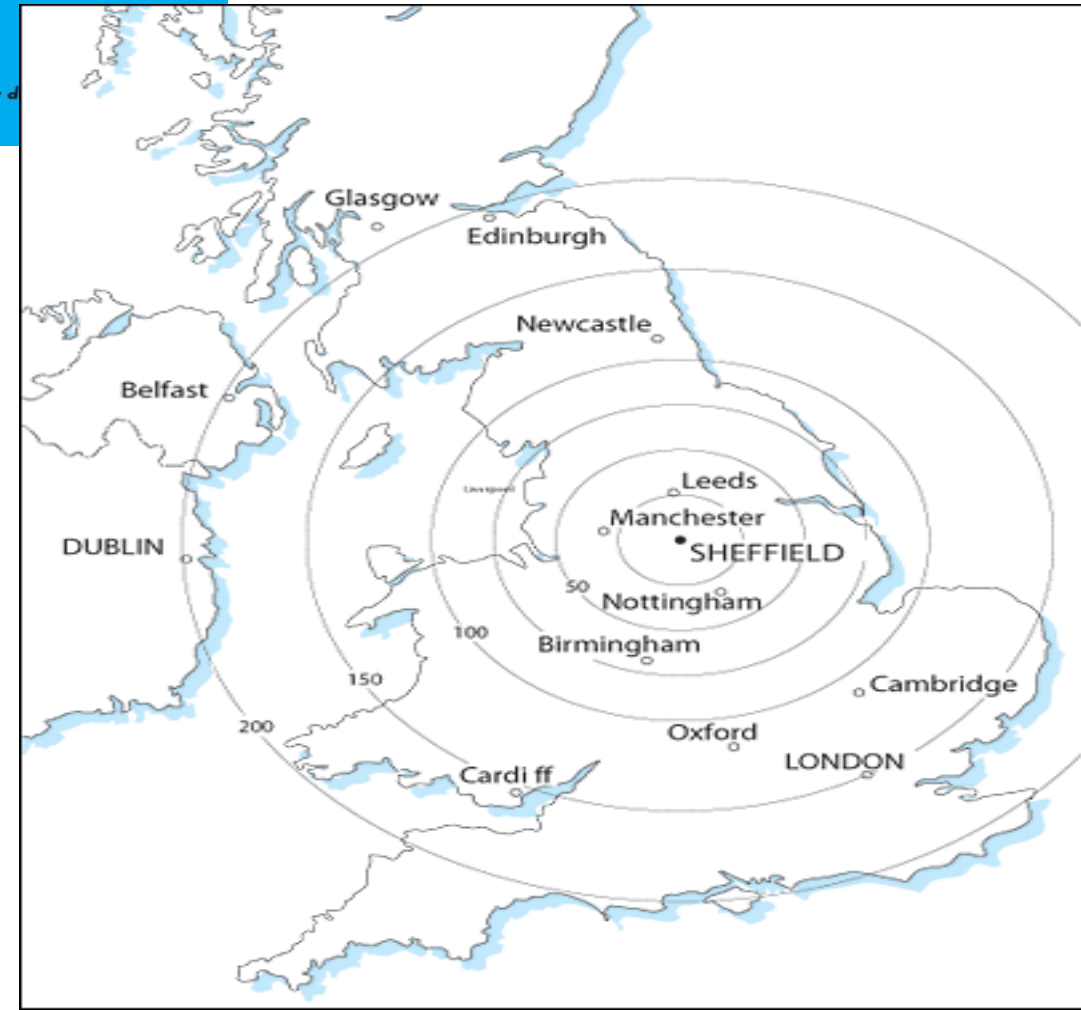 Glasgow
Edinburgh
Newcastle
Belfast
Leeds
Liverpool
Manchester
DUBLIN
SHEFFIELD
50
Nottingham
100
Birmingham
150
Cambridge
200
Oxford
LONDON
Cardi ff